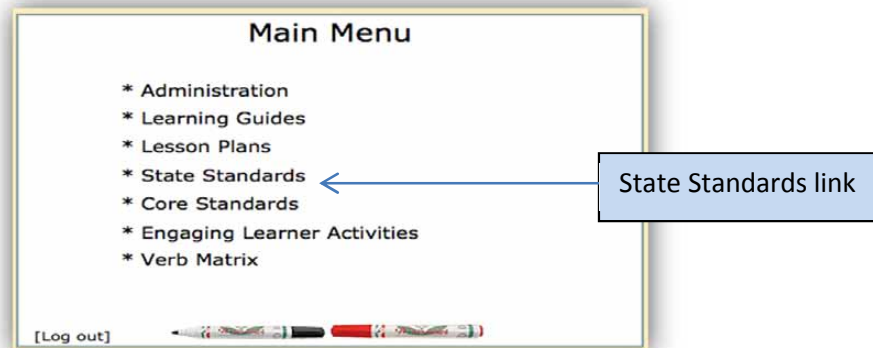 Main Menu
* Administration
* Learning Guides
* Lesson Plans
* State Standards
State Standards link
* Core Standards
* Engaging Learner Activities
* Verb Matrix
[Log out]